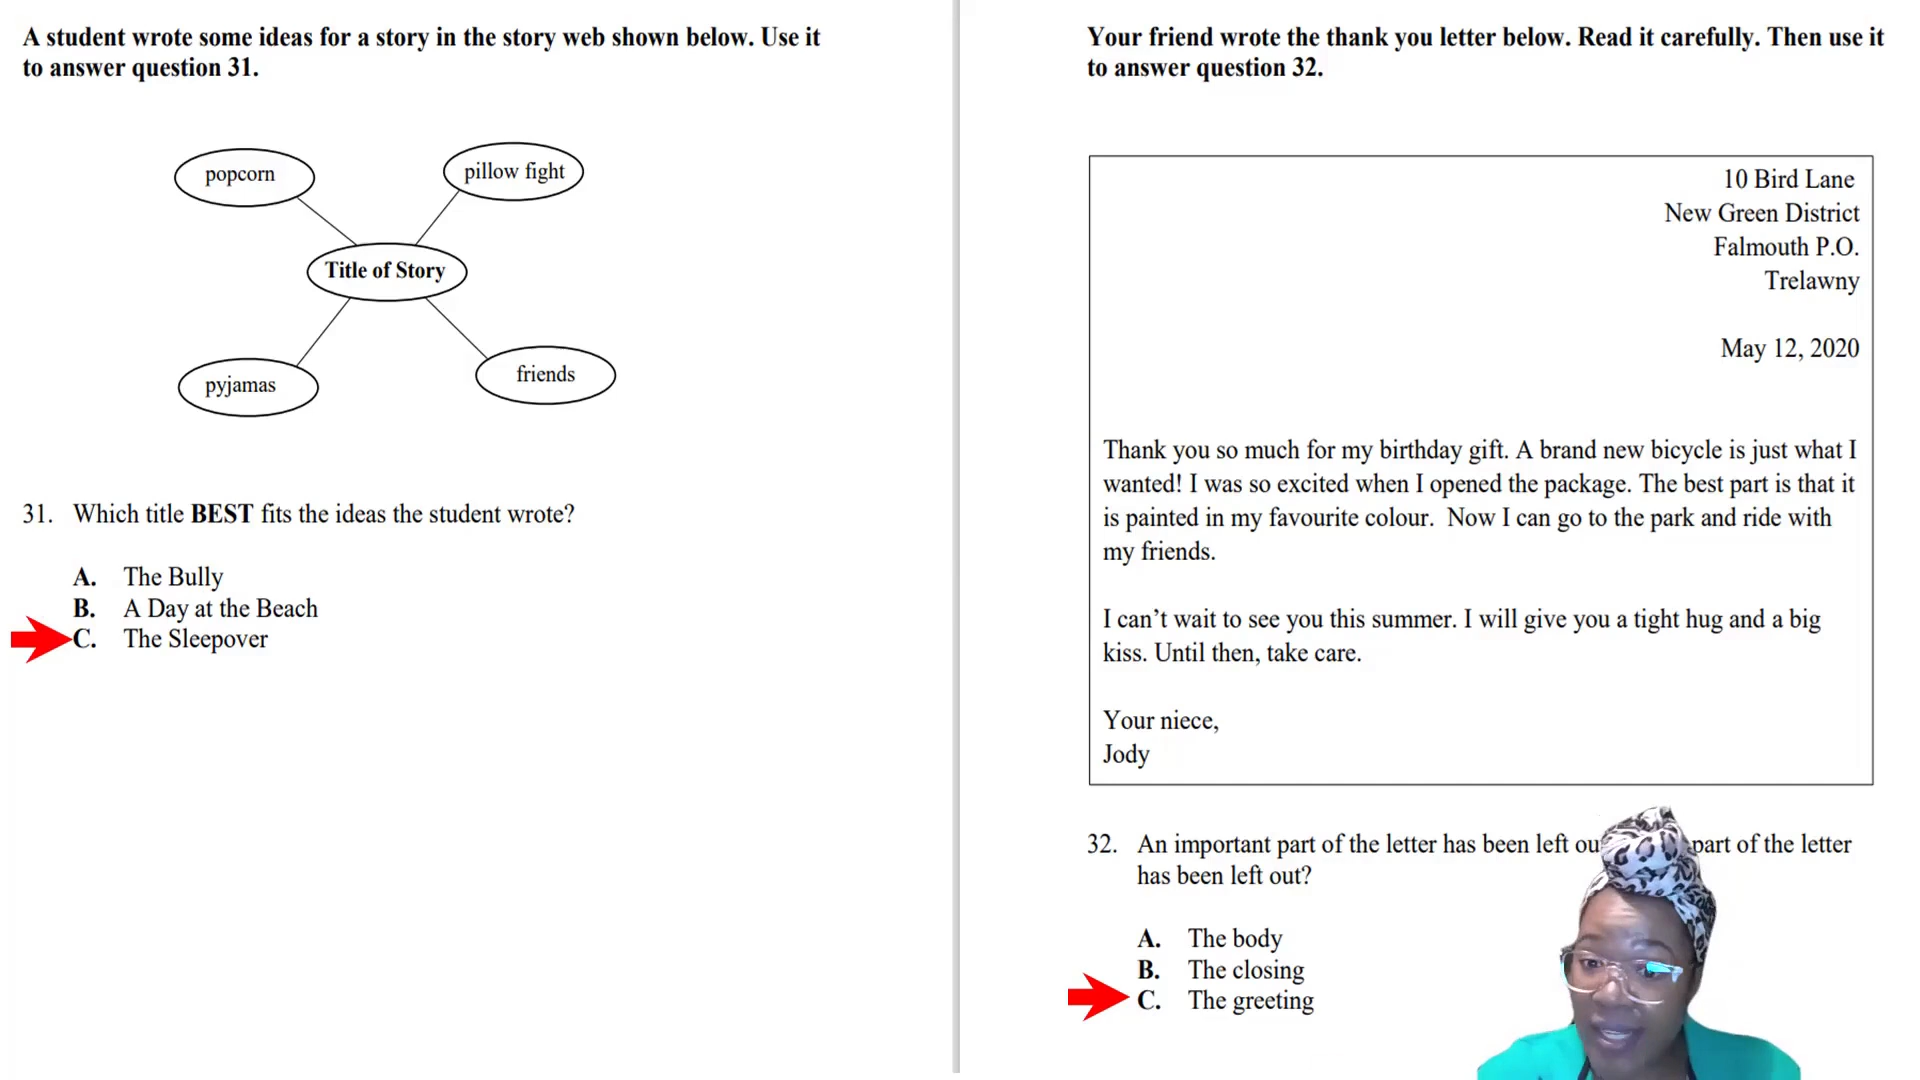 A student wrote some ideas for a story in the story web shown below. Use it
to answer question 31.
popcorn
pillow fight
Title of Story
pyjamas
friends
31. Which title BEST fits the ideas the student wrote?
A. The Bully
B. A Day at the Beach
C. The Sleepover
Your friend wrote the thank you letter below. Read it carefully. Then use it
to answer question 32.
10 Bird Lane
New Green District
Falmouth P.O.
Trelawny
May 12, 2020
Thank you so much for my birthday gift. A brand new bicycle is just what I
wanted! I was so excited when I opened the package. The best part is that it
is painted in my favourite colour. Now I can go to the park and ride with
my friends.
I can’t wait to see you this summer. I will give you a tight hug and a big
kiss. Until then, take care.
Your niece,
Jody
32. An important part of the letter has been left part of the letter
has been left out?
A. The body
B. The closing
C. The greeting